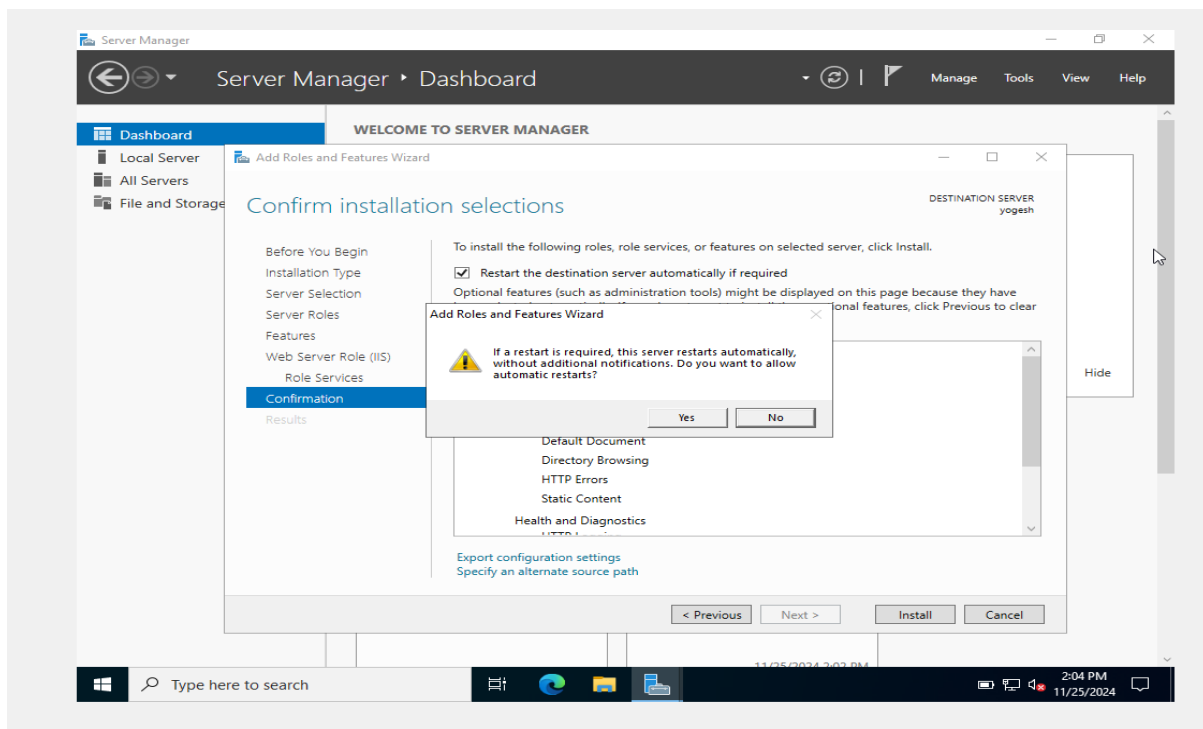 Server Manager
Server Manager ‣ Dashboard
Manage Tools View Help
Dashboard
Local Server
All Servers
File and Storage
WELCOME TO SERVER MANAGER
Hide
Add Roles and Features Wizard
Confirm installation selections
DESTINATION SERVER
yogesh
Before You Begin
Installation Type
Server Selection
Server Roles
Features
Web Server Role (IIS)
Role Services
Confirmation
Results
To install the following roles, role services, or features on selected server, click Install.
Restart the destination server automatically if required
Optional features (such as administration tools) might be displayed on this page because they have
features, click Previous to clear
Add Roles and Features Wizard
If a restart is required, this server restarts automatically,
without additional notifications. Do you want to allow
automatic restarts?
Yes No
Default Document
Directory Browsing
HTTP Errors
Static Content
Health and Diagnostics
Export configuration settings
Specify an alternate source path
< Previous Next > Install Cancel
11/25/2024 2:02 PM
Type here to search
2:04 PM
11/25/2024